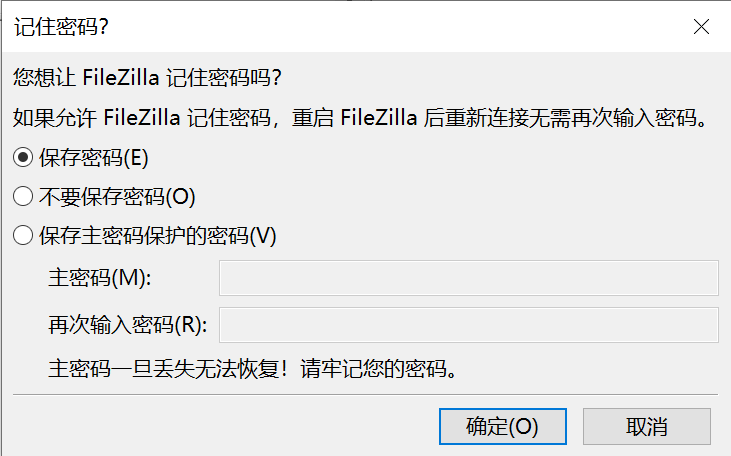 记住密码?
您想让 FileZilla 记住密码吗?
如果允许 FileZilla 记住密码，重启 FileZilla 后重新连接无需再次输入密码。
保存密码(E)
不要保存密码(O)
保存主密码保护的密码(V)
主密码(M):
再次输入密码(R):
主密码一旦丢失无法恢复！请牢记您的密码。
确定(O) 取消